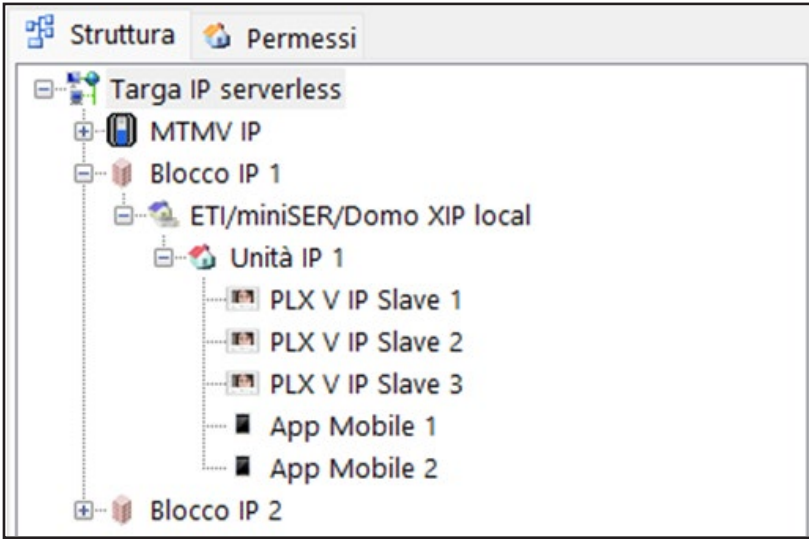 Struttura Permessi
Targa IP serverless
MTMV IP
Blocco IP 1
ETI/miniSER/Domo XIP local
Unità IP 1
PLX V IP Slave 1
PLX V IP Slave 2
PLX V IP Slave 3
App Mobile 1
App Mobile 2
Blocco IP 2